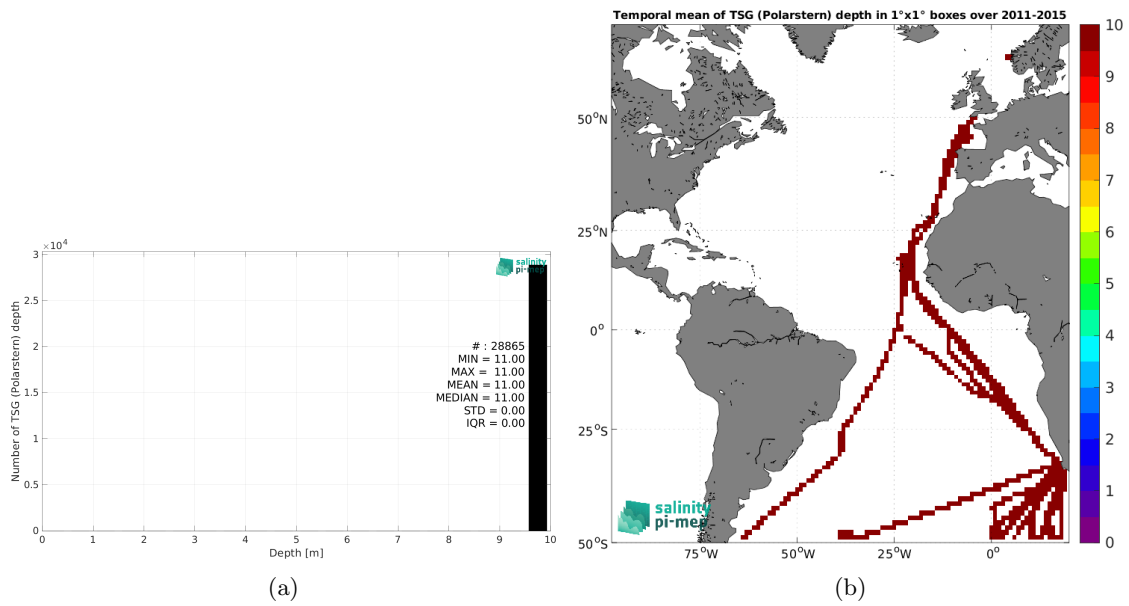 ×10⁴
3
2.5
2
1.5
1
0.5
0
Number of TSG (Polarstern) depth
salinity
pi-mep
# : 28865
MIN = 11.00
MAX = 11.00
MEAN = 11.00
MEDIAN = 11.00
STD = 0.00
IQR = 0.00
0 1 2 3 4 5 6 7 8 9 10
Depth [m]
(a)
Temporal mean of TSG (Polarstern) depth in 1°x1° boxes over 2011-2015
50°N
25°N
0°
25°S
50°S
75°W 50°W 25°W 0°
salinity
pi-mep
10
9
8
7
6
5
4
3
2
1
0
(b)